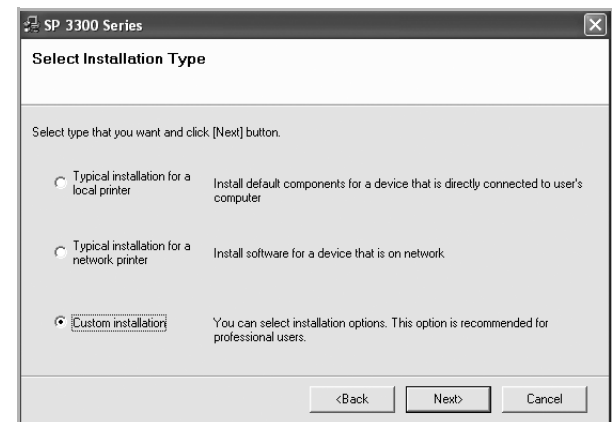 SP 3300 Series
Select Installation Type
Select type that you want and click [Next] button.
Typical installation for a
local printer
Install default components for a device that is directly connected to user's
computer
Typical installation for a
network printer
Install software for a device that is on network
Custom installation
You can select installation options. This option is recommended for
professional users.
<Back
Next>
Cancel